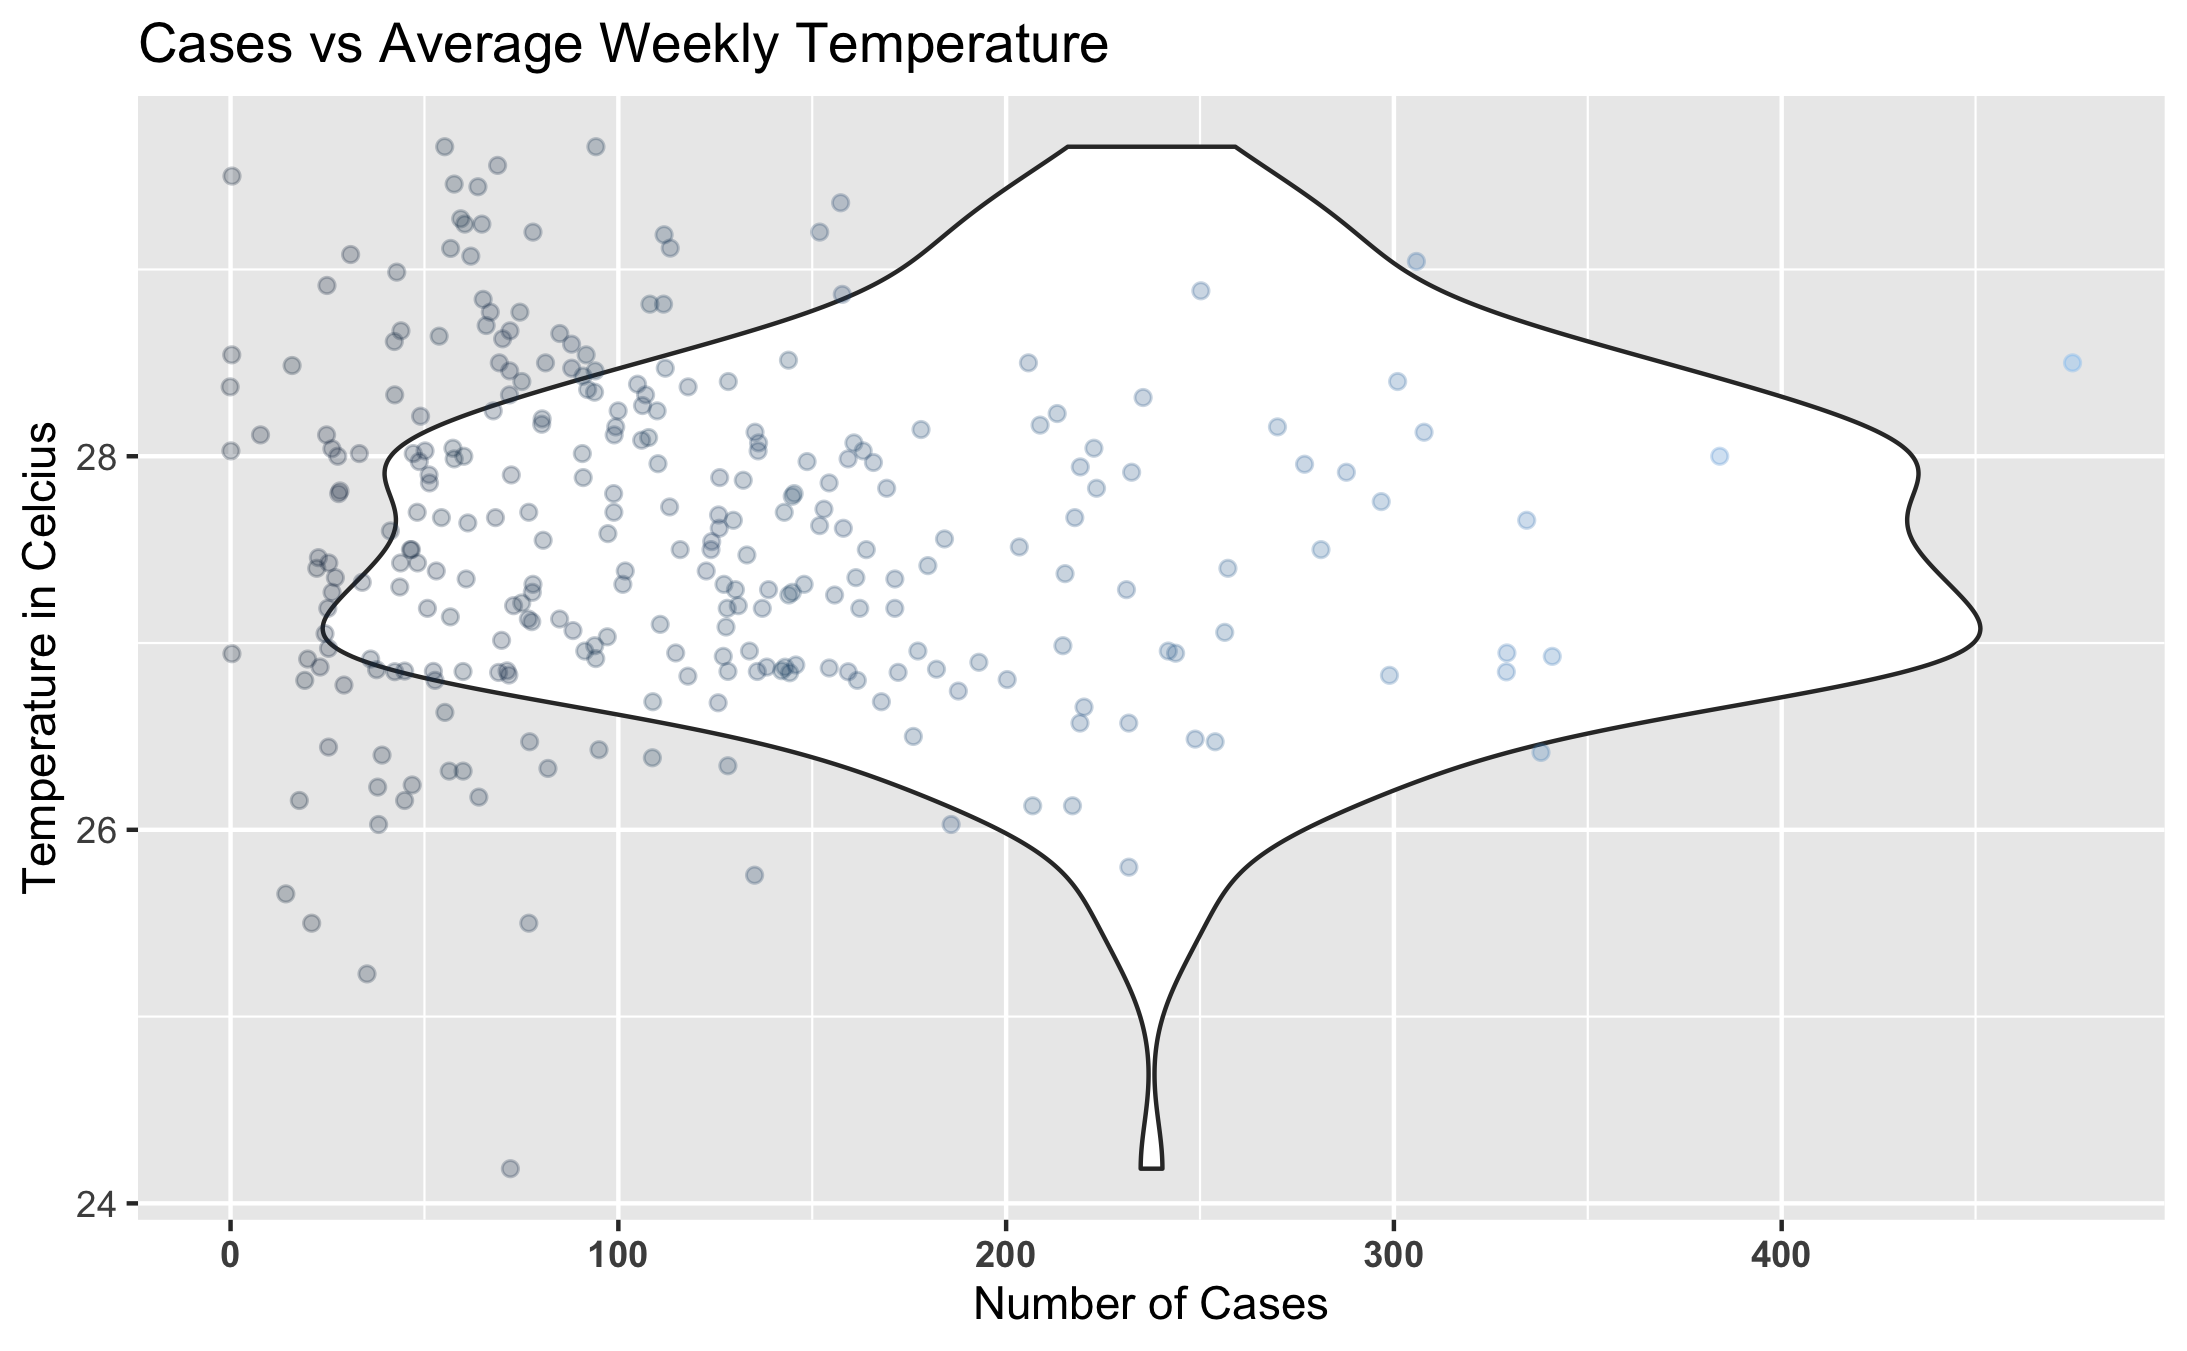 Cases vs Average Weekly Temperature
Temperature in Celcius
28
26
24
0 100 200 300 400
Number of Cases